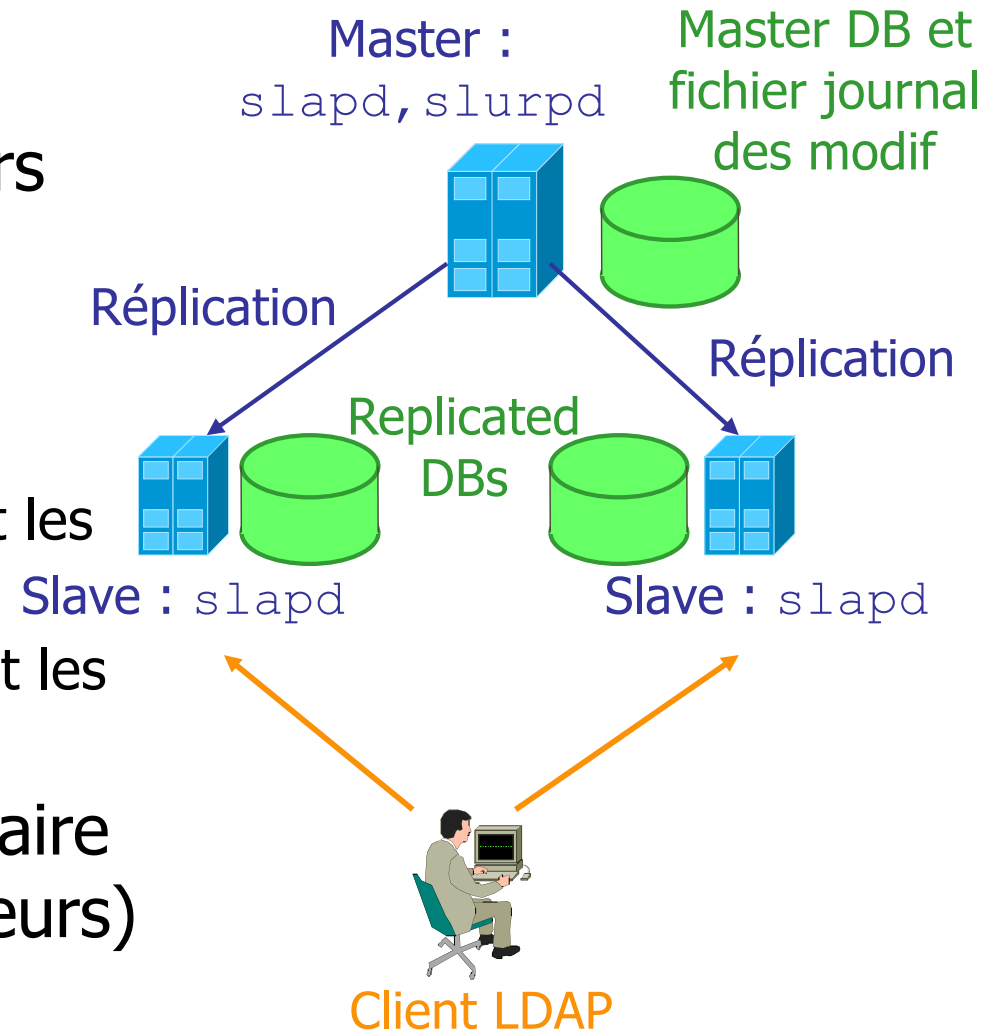 Master :
slapd,slurpd
Master DB et
fichier journal
des modif
rs
Réplication
Réplication
Replicated
DBs
t les
Slave : slapd
Slave : slapd
t les
aire
eurs)
Client LDAP